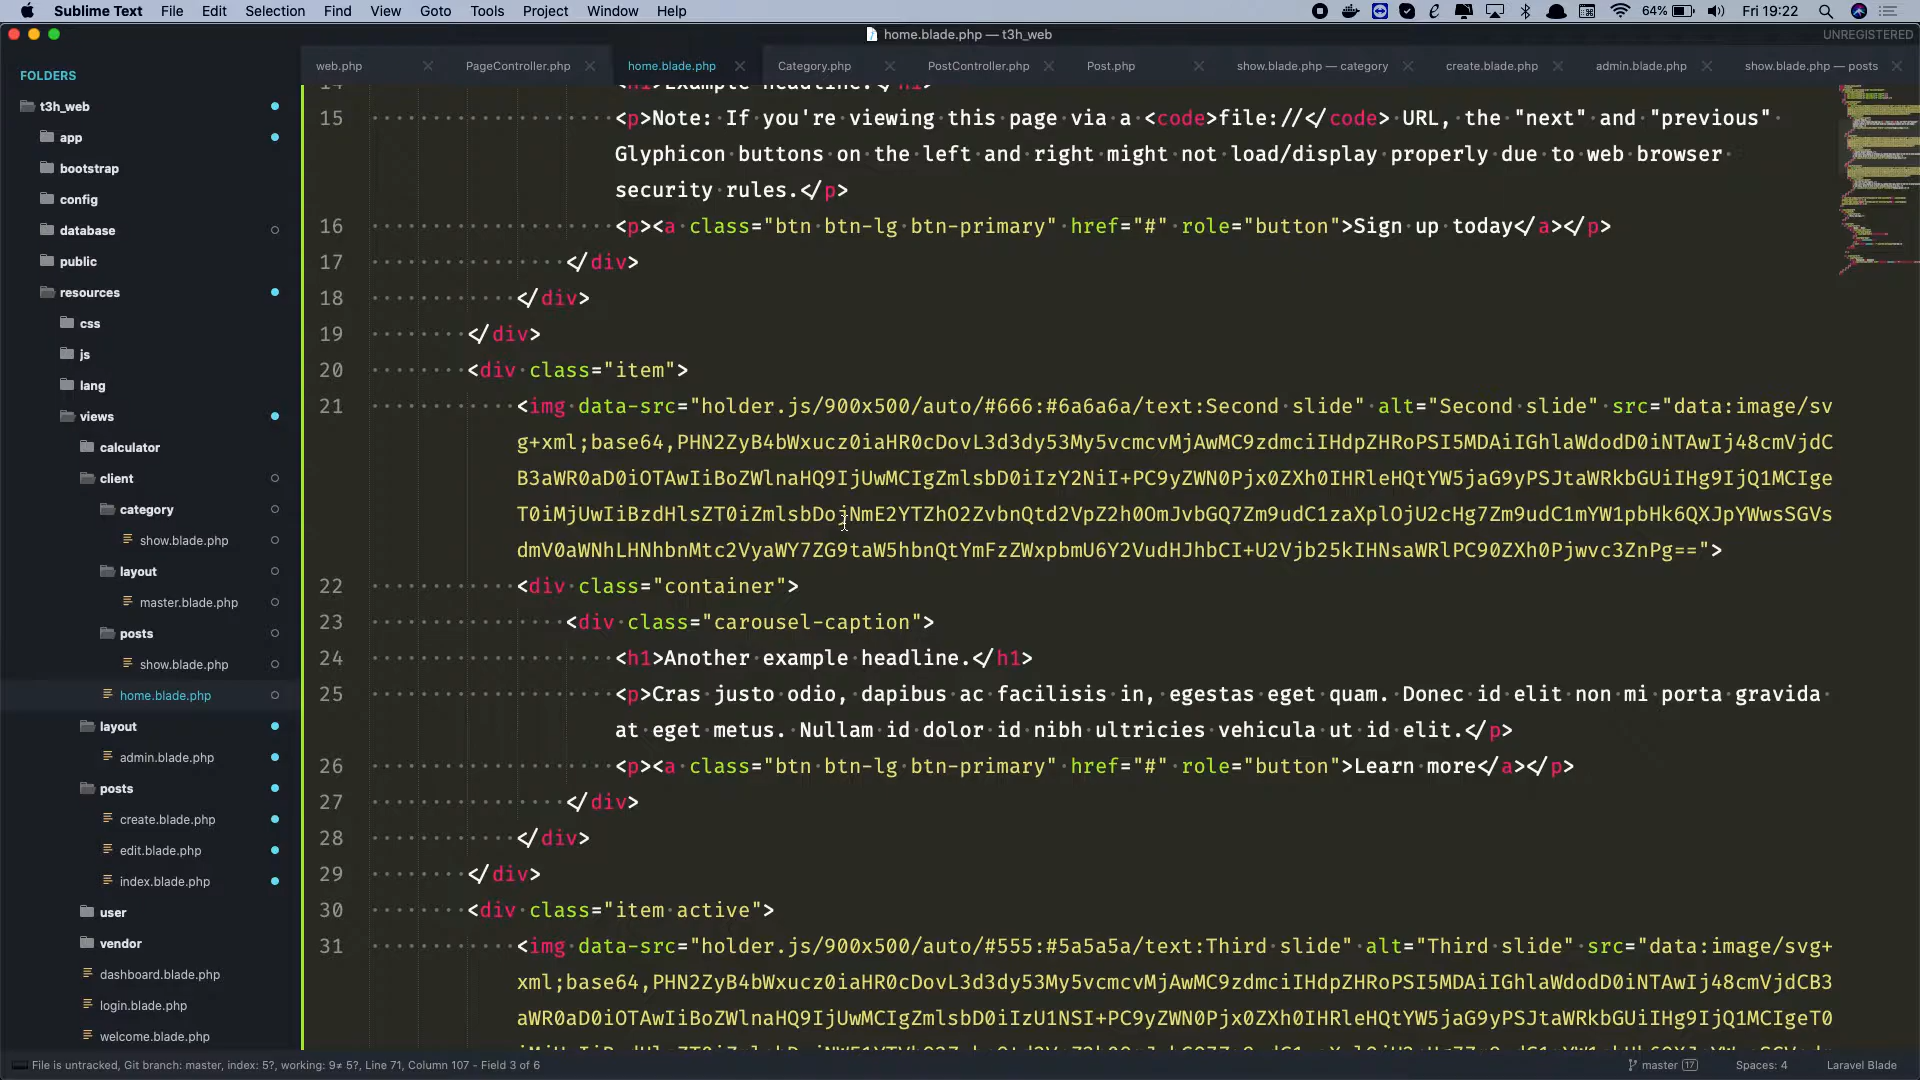 Sublime Text File Edit Selection Find View Goto Tools Project Window Help 64% Fri 19:22
home.blade.php — t3h_web UNREGISTERED
web.php PageController.php home.blade.php Category.php PostController.php Post.php show.blade.php — category create.blade.php admin.blade.php show.blade.php — posts
FOLDERS
t3h_web
app
bootstrap
config
database
public
resources
css
js
lang
views
calculator
client
category
show.blade.php
layout
master.blade.php
posts
show.blade.php
home.blade.php
layout
admin.blade.php
posts
create.blade.php
edit.blade.php
index.blade.php
user
vendor
dashboard.blade.php
login.blade.php
welcome.blade.php
14 <h1>Example headline.</h1>
15 <p>Note: If you're viewing this page via a <code>file://</code> URL, the "next" and "previous"
Glyphicon buttons on the left and right might not load/display properly due to web browser
security rules.</p>
16 <p><a class="btn btn-lg btn-primary" href="#" role="button">Sign up today</a></p>
17 </div>
18 </div>
19 </div>
20 <div class="item">
21 <img data-src="holder.js/900x500/auto/#666:#6a6a6a/text:Second slide" alt="Second slide" src="data:image/sv
g+xml;base64,PHN2ZyB4bWxucz0iaHR0cDovL3d3dy53My5vcmcvMjAwMC9zdmciIHdpZHRoPSI5MDAiIGhlaWdodD0iNTAwIj48cmVjdC
B3aWR0aD0iOTAwIiBoZWlnaHQ9IjUwMCIgZmlsbD0iIzY2NiI+PC9yZWN0Pjx0ZXh0IHRleHQtYW5jaG9yPSJtaWRkbGUiIHg9IjQ1MCIge
T0iMjUwIiBzdHlsZT0iZmlsbDojNmE2YTZhO2ZvbnQtd2VpZ2h0OmJvbGQ7Zm9udC1zaXplOjU2cHg7Zm9udC1mYW1pbHk6QXJpYWwsSGVs
dmV0aWNhLHNhbnMtc2VyaWY7ZG9taW5hbnQtYmFzZWxpbmU6Y2VudHJhbCI+U2Vjb25kIHNsaWRlPC90ZXh0Pjwvc3ZnPg==">
22 <div class="container">
23 <div class="carousel-caption">
24 <h1>Another example headline.</h1>
25 <p>Cras justo odio, dapibus ac facilisis in, egestas eget quam. Donec id elit non mi porta gravida
at eget metus. Nullam id dolor id nibh ultricies vehicula ut id elit.</p>
26 <p><a class="btn btn-lg btn-primary" href="#" role="button">Learn more</a></p>
27 </div>
28 </div>
29 </div>
30 <div class="item active">
31 <img data-src="holder.js/900x500/auto/#555:#5a5a5a/text:Third slide" alt="Third slide" src="data:image/svg+
xml;base64,PHN2ZyB4bWxucz0iaHR0cDovL3d3dy53My5vcmcvMjAwMC9zdmciIHdpZHRoPSI5MDAiIGhlaWdodD0iNTAwIj48cmVjdCB3
aWR0aD0iOTAwIiBoZWlnaHQ9IjUwMCIgZmlsbD0iIzU1NSI+PC9yZWN0Pjx0ZXh0IHRleHQtYW5jaG9yPSJtaWRkbGUiIHg9IjQ1MCIgeT0
File is untracked, Git branch: master, index: 5?, working: 9≠ 5?, Line 71, Column 107 - Field 3 of 6 master 17 Spaces: 4 Laravel Blade